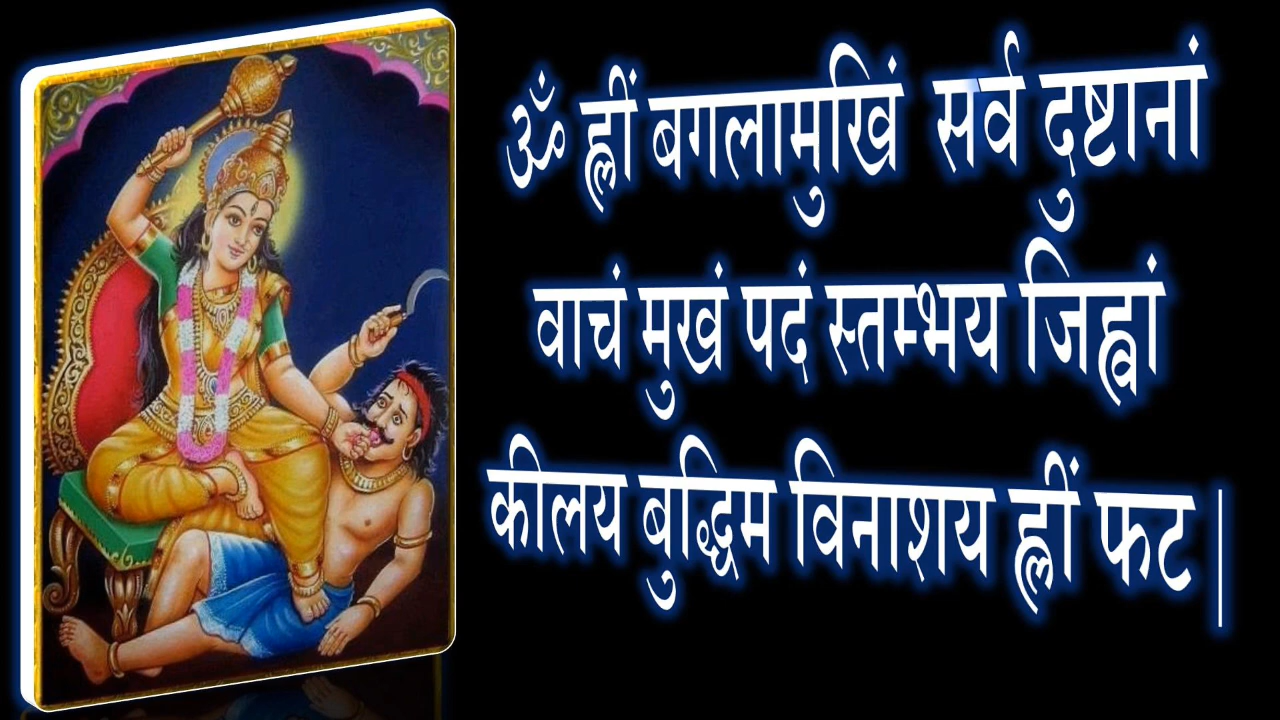 ॐ ह्लीं बगलामुखिं सर्व दुष्टानां
वाचं मुखं पदं स्तम्भय जिह्वां
कीलय बुद्धिम विनाशय ह्लीं फट |